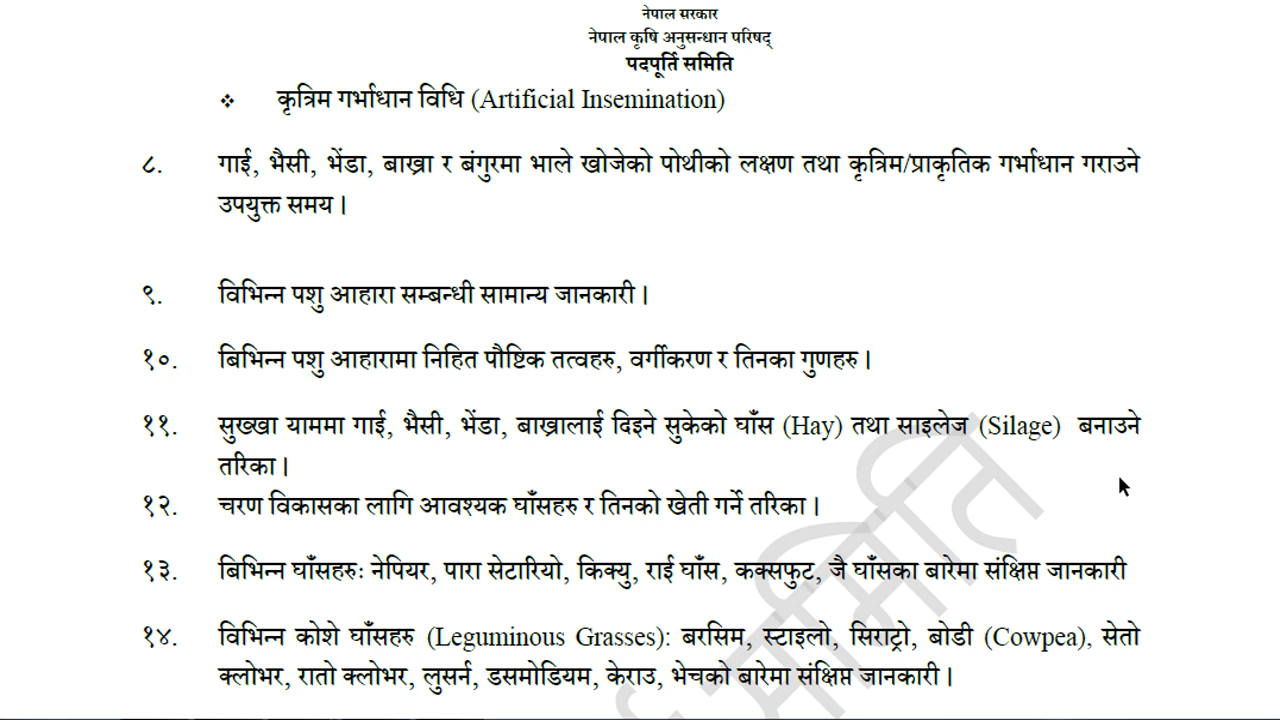 नेपाल सरकार
नेपाल कृषि अनुसन्धान परिषद्
पदपूर्ति समिति
❖ कृत्रिम गर्भाधान विधि (Artificial Insemination)
८. गाई, भैसी, भेंडा, बाख्रा र बंगुरमा भाले खोजेको पोथीको लक्षण तथा कृत्रिम/प्राकृतिक गर्भाधान गराउने
उपयुक्त समय ।
९. विभिन्न पशु आहारा सम्बन्धी सामान्य जानकारी ।
१०. बिभिन्न पशु आहारामा निहित पौष्टिक तत्वहरु, वर्गीकरण र तिनका गुणहरु ।
११. सुख्खा याममा गाई, भैसी, भेंडा, बाख्रालाई दिइने सुकेको घाँस (Hay) तथा साइलेज (Silage) बनाउने
तरिका ।
१२. चरण विकासका लागि आवश्यक घाँसहरु र तिनको खेती गर्ने तरिका ।
१३. बिभिन्न घाँसहरुः नेपियर, पारा सेटारियो, किक्यु, राई घाँस, कक्सफुट, जै घाँसका बारेमा संक्षिप्त जानकारी
१४. विभिन्न कोशे घाँसहरु (Leguminous Grasses): बरसिम, स्टाइलो, सिराट्रो, बोडी (Cowpea), सेतो
क्लोभर, रातो क्लोभर, लुसर्न, डसमोडियम, केराउ, भेचको बारेमा संक्षिप्त जानकारी ।
समिति